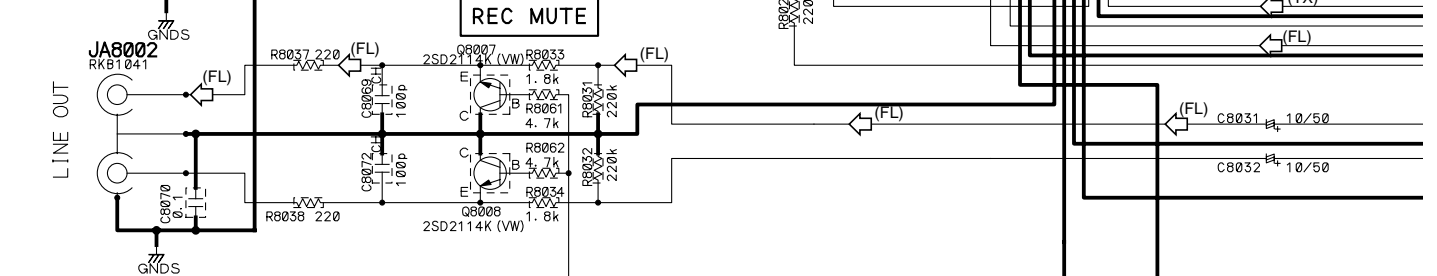 REC MUTE
(TX)
R802
220
GNDS
JA8002
RKB1041
R8037 220
(FL)
Q8007
2SD2114K (VW)
R8033
1. 8k
(FL)
(FL)
(FL)
E
C
B
CH
C8069
100p
R8061
4. 7k
R8031
220k
(FL)
(FL)
C8031
10/50
LINE OUT
CH
C8072
100p
C
B
E
R8062
4. 7k
R8032
220k
C8032
10/50
C8070
0. 1
R8038 220
Q8008
2SD2114K (VW)
R8034
1. 8k
GNDS